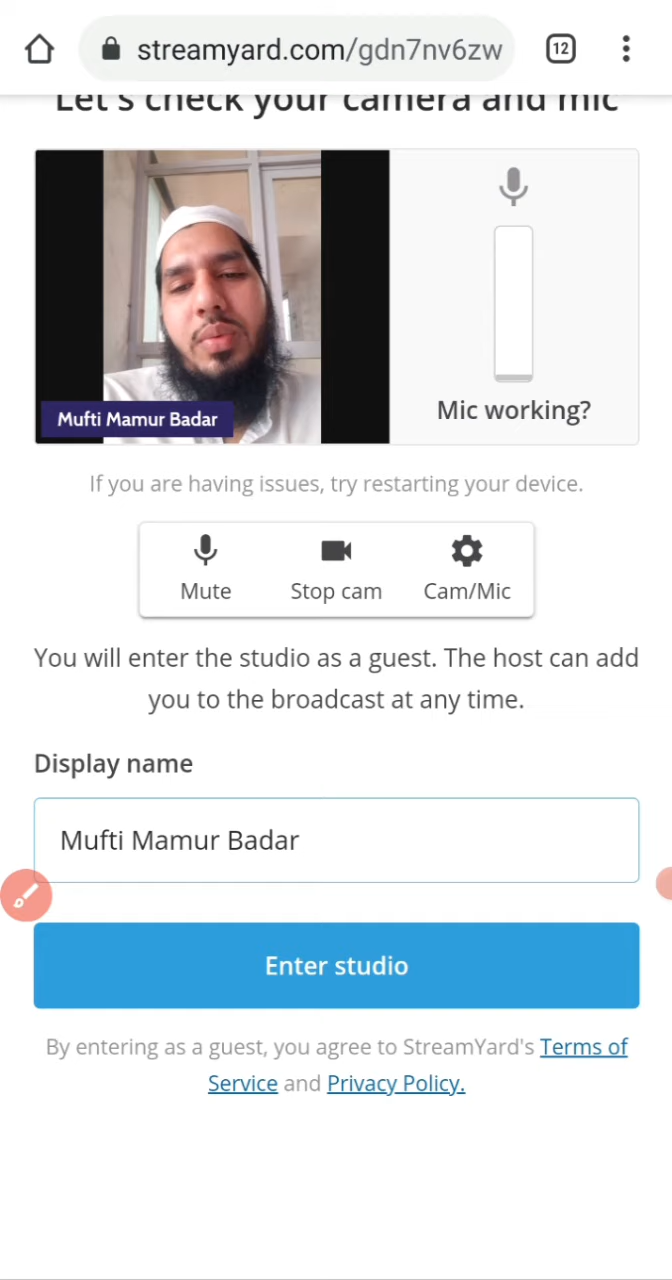 streamyard.com/gdn7nv6zw
12
Let's check your camera and mic
Mufti Mamur Badar
Mic working?
If you are having issues, try restarting your device.
Mute
Stop cam
Cam/Mic
You will enter the studio as a guest. The host can add
you to the broadcast at any time.
Display name
Mufti Mamur Badar
Enter studio
By entering as a guest, you agree to StreamYard's Terms of
Service and Privacy Policy.